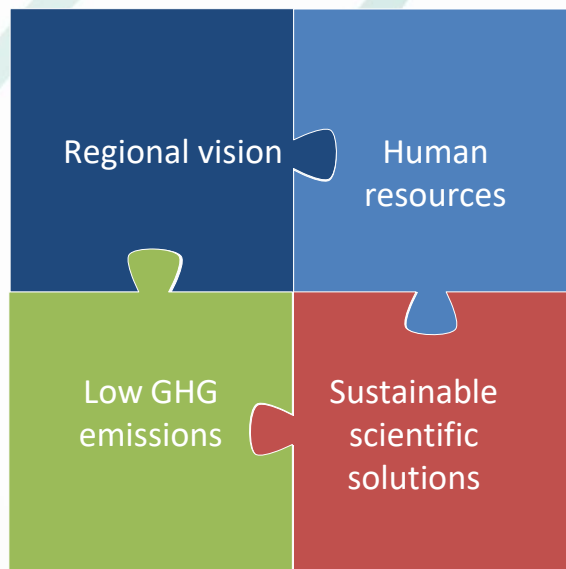 Regional vision
Human
resources
Low GHG
emissions
Sustainable
scientific
solutions